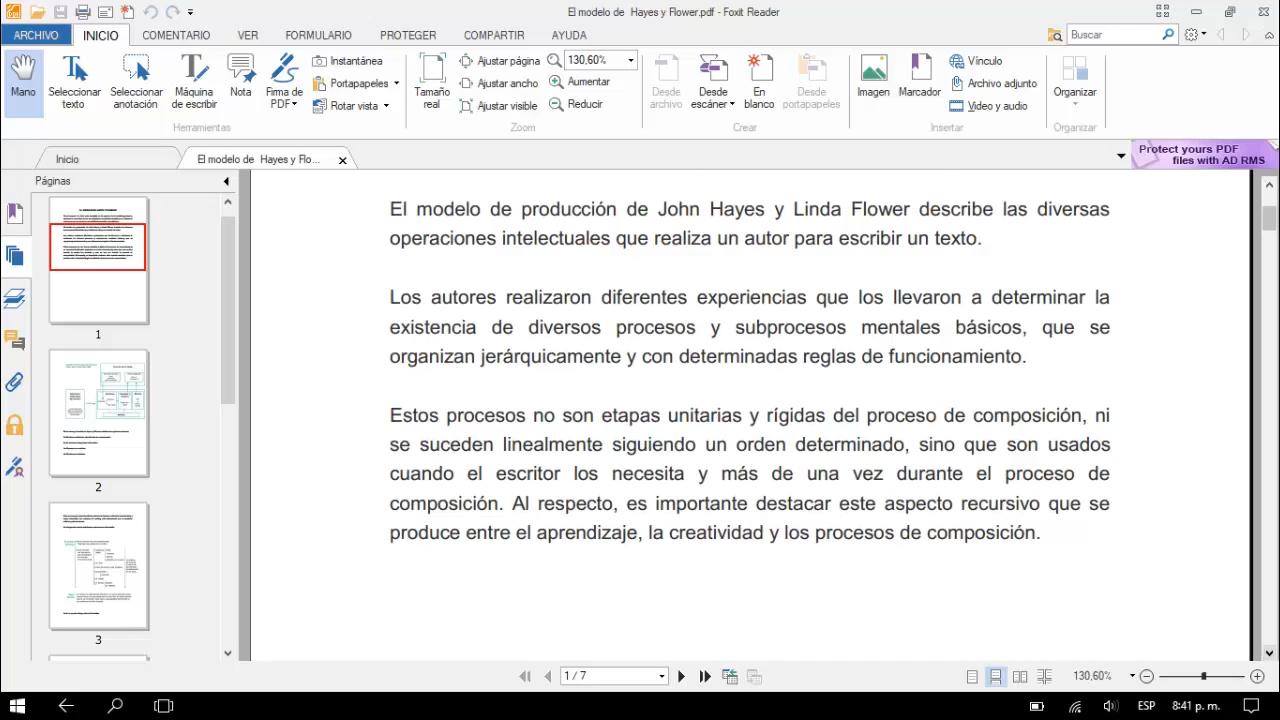 El modelo de  Hayes y Flower.pdf - Foxit Reader
ARCHIVO INICIO COMENTARIO VER FORMULARIO PROTEGER COMPARTIR AYUDA Buscar
Mano
Seleccionar texto
Seleccionar anotación
Máquina de escribir
Nota
Fima de PDF
Instantánea
Portapapeles
Rotar vista
Herramientas
Tamaño real
Ajustar página
Ajustar ancho
Ajustar visible
130,60%
Aumentar
Reducir
Zoom
Desde archivo
Desde escáner
En blanco
Desde portapapeles
Crear
Imagen
Marcador
Vínculo
Archivo adjunto
Video y audio
Insertar
Organizar
Organizar
Inicio
El modelo de  Hayes y Flo...
Protect yours PDF
files with AD RMS
Páginas
1
2
3
El modelo de producción de John Hayes y Linda Flower describe las diversas
operaciones intelectuales que realiza un autor para escribir un texto.
Los autores realizaron diferentes experiencias que los llevaron a determinar la
existencia de diversos procesos y subprocesos mentales básicos, que se
organizan jerárquicamente y con determinadas reglas de funcionamiento.
Estos procesos no son etapas unitarias y rígidas del proceso de composición, ni
se suceden linealmente siguiendo un orden determinado, sino que son usados
cuando el escritor los necesita y más de una vez durante el proceso de
composición. Al respecto, es importante destacar este aspecto recursivo que se
produce entre el aprendizaje, la creatividad y los procesos de composición.
1 / 7
130,60%
ESP 8:41 p. m.